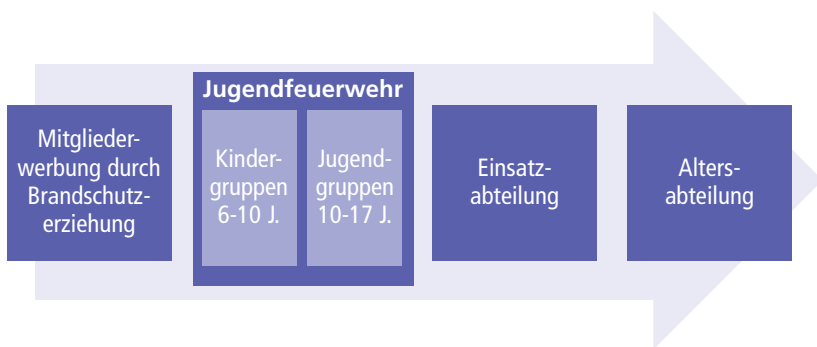 Mitglieder-
werbung durch
Brandschutz-
erziehung
Jugendfeuerwehr
Kinder-
gruppen
6-10 J.
Jugend-
gruppen
10-17 J.
Einsatz-
abteilung
Alters-
abteilung